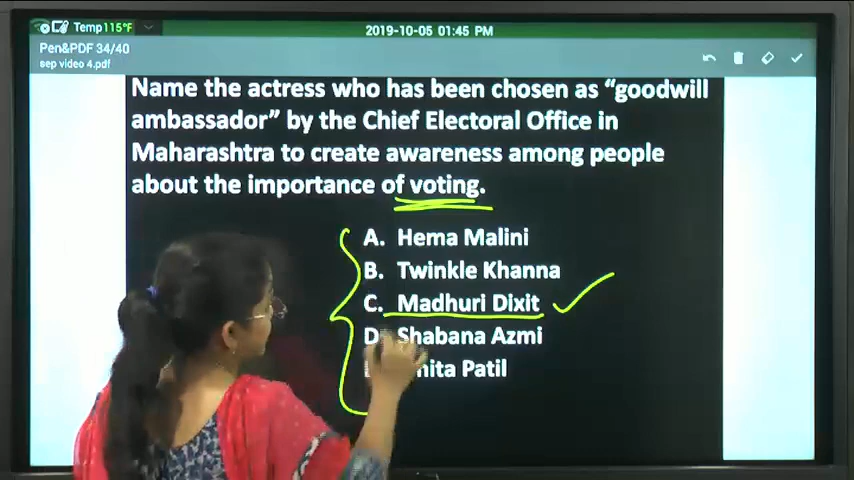 Temp 115°F
2019-10-05 01:45 PM
Pen&PDF 34/40
sep video 4.pdf
Name the actress who has been chosen as “goodwill
ambassador” by the Chief Electoral Office in
Maharashtra to create awareness among people
about the importance of voting.
A. Hema Malini
B. Twinkle Khanna
C. Madhuri Dixit
D. Shabana Azmi
Patil